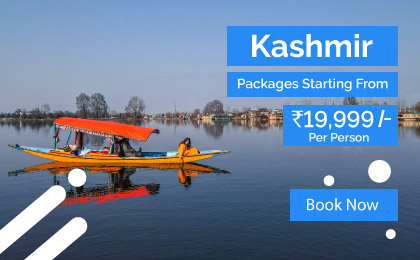 Kashmir
Packages Starting From
₹19,999/-
Per Person
Book Now